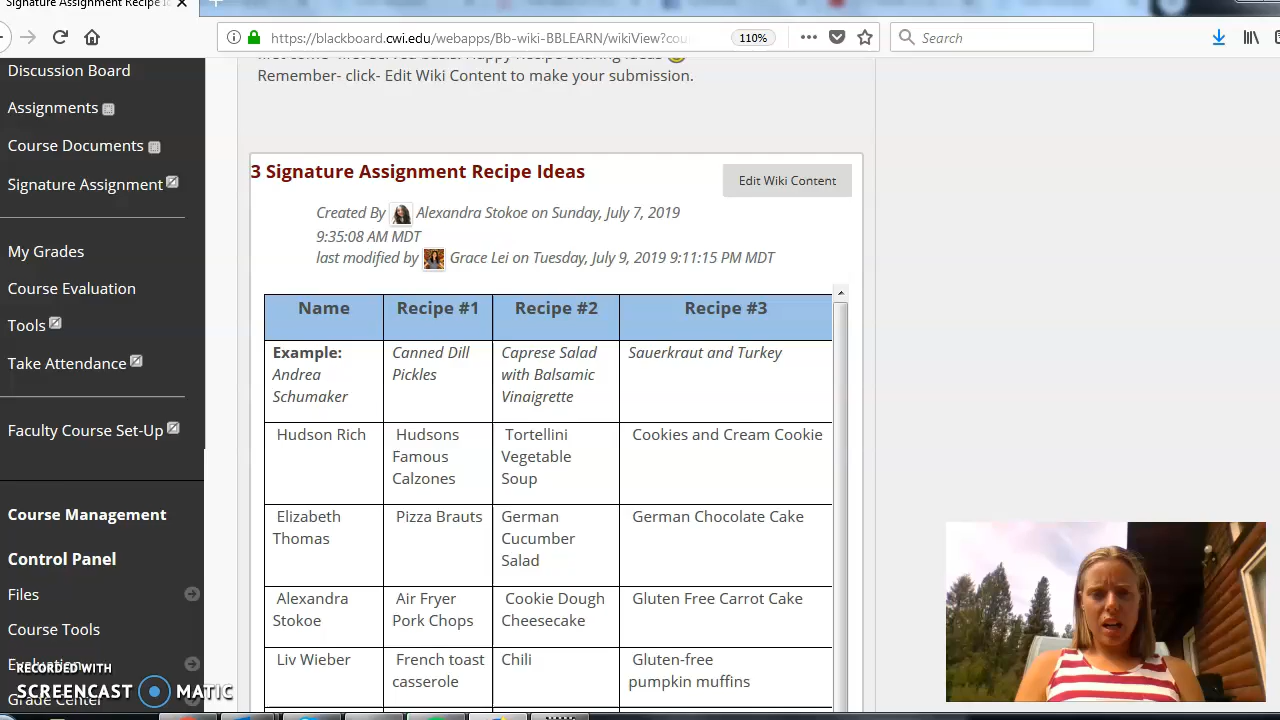 Signature Assignment Recipe I
https://blackboard.cwi.edu/webapps/Bb-wiki-BBLEARN/wikiView?cou
110%
Search
Discussion Board
Assignments
Course Documents
Signature Assignment
My Grades
Course Evaluation
Tools
Take Attendance
Faculty Course Set-Up
Course Management
Control Panel
Files
Course Tools
Evaluation
Grade Center
RECORDED WITH
SCREENCAST MATIC
Remember- click- Edit Wiki Content to make your submission.
3 Signature Assignment Recipe Ideas
Edit Wiki Content
Created By Alexandra Stokoe on Sunday, July 7, 2019
9:35:08 AM MDT
last modified by Grace Lei on Tuesday, July 9, 2019 9:11:15 PM MDT
Name Recipe #1 Recipe #2 Recipe #3
Example: Canned Dill Caprese Salad Sauerkraut and Turkey
Andrea Pickles with Balsamic
Schumaker Vinaigrette
Hudson Rich Hudsons Tortellini Cookies and Cream Cookie
Famous Vegetable
Calzones Soup
Elizabeth Pizza Brauts German German Chocolate Cake
Thomas Cucumber
Salad
Alexandra Air Fryer Cookie Dough Gluten Free Carrot Cake
Stokoe Pork Chops Cheesecake
Liv Wieber French toast Chili Gluten-free
casserole pumpkin muffins